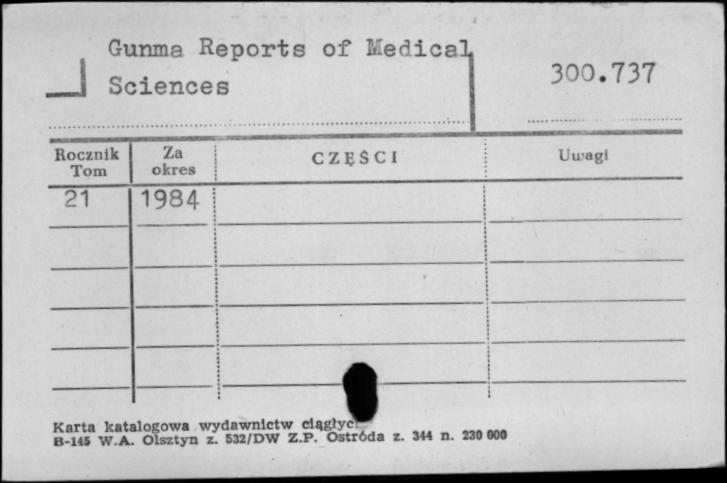 Gunma Reports of Medical
Sciences
300.737
Rocznik Tom
Za okres
CZĘŚCI
Uwagi
21
1984
Karta katalogowa wydawnictw ciągłyc
B-145 W.A. Olsztyn z. 532/DW Z.P. Ostróda z. 344 n. 230 000